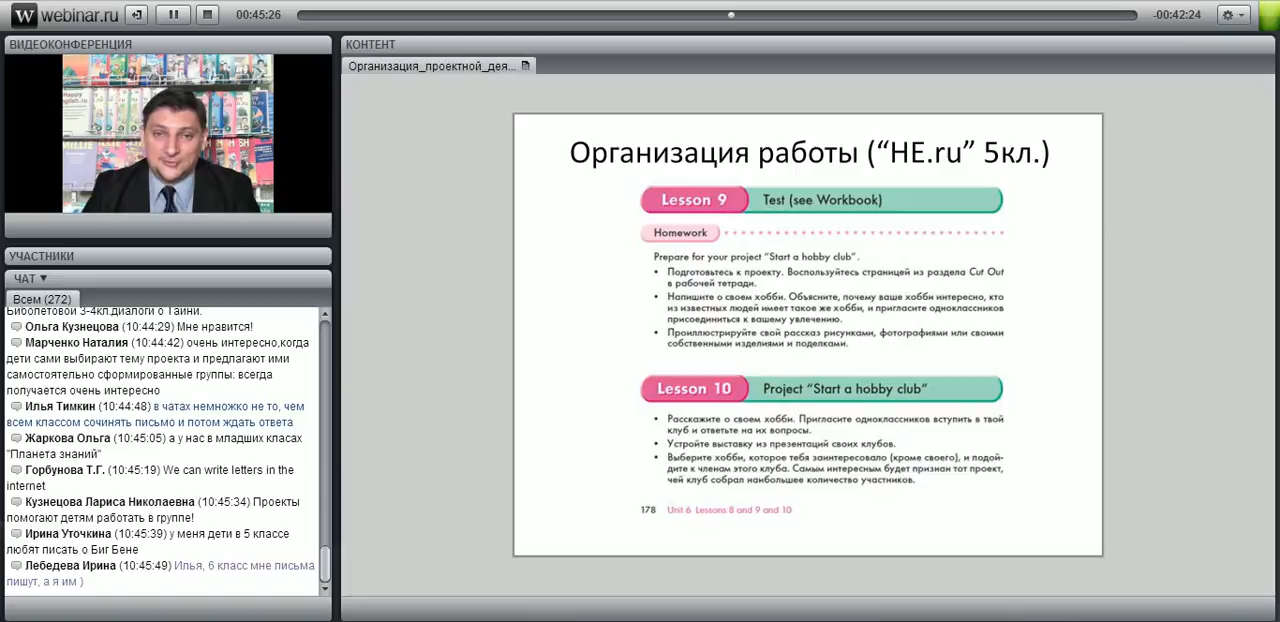 W webinar.ru
00:45:26
-00:42:24
ВИДЕОКОНФЕРЕНЦИЯ
УЧАСТНИКИ
ЧАТ
Всем (272)
Биболетовой 3-4кл.диалоги о Тайни.
Ольга Кузнецова (10:44:29) Мне нравится!
Марченко Наталия (10:44:42) очень интересно,когда
дети сами выбирают тему проекта и предлагают ими
самостоятельно сформированные группы: всегда
получается очень интересно
Илья Тимкин (10:44:48) в чатах немножко не то, чем
всем классом сочинять письмо и потом ждать ответа
Жаркова Ольга (10:45:05) а у нас в младших класах
"Планета знаний"
Горбунова Т.Г. (10:45:19) We can write letters in the
internet
Кузнецова Лариса Николаевна (10:45:34) Проекты
помогают детям работать в группе!
Ирина Уточкина (10:45:39) у меня дети в 5 классе
любят писать о Биг Бене
Лебедева Ирина (10:45:49) Илья, 6 класс мне письма
пишут, а я им )
КОНТЕНТ
Организация_проектной_дея...
Организация работы (“HE.ru” 5кл.)
Lesson 9 Test (see Workbook)
Homework
Prepare for your project “Start a hobby club”.
• Подготовьтесь к проекту. Воспользуйтесь страницей из раздела Cut Out
в рабочей тетради.
• Напишите о своем хобби. Объясните, почему ваше хобби интересно, кто
из известных людей имеет такое же хобби, и пригласите одноклассников
присоединиться к вашему увлечению.
• Проиллюстрируйте свой рассказ рисунками, фотографиями или своими
собственными изделиями и поделками.
Lesson 10 Project “Start a hobby club”
• Расскажите о своем хобби. Пригласите одноклассников вступить в твой
клуб и ответьте на их вопросы.
• Устройте выставку из презентаций своих клубов.
• Выберите хобби, которое тебя заинтересовало (кроме своего), и подой-
дите к членам этого клуба. Самым интересным будет признан тот проект,
чей клуб собрал наибольшее количество участников.
178 Unit 6 Lessons 8 and 9 and 10